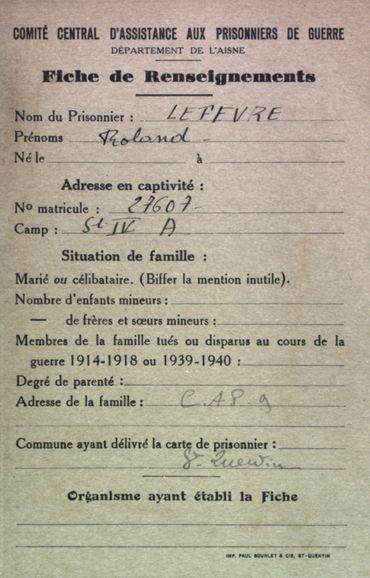 COMITÉ CENTRAL D'ASSISTANCE AUX PRISONNIERS DE GUERRE
DÉPARTEMENT DE L'AISNE
Fiche de Renseignements
Nom du Prisonnier : LEFEVRE
Prénoms Roland
Né le à
Adresse en captivité :
No matricule : 27607
Camp : St IV A
Situation de famille :
Marié ou célibataire. (Biffer la mention inutile).
Nombre d'enfants mineurs :
— de frères et sœurs mineurs :
Membres de la famille tués ou disparus au cours de la
guerre 1914-1918 ou 1939-1940 :
Degré de parenté :
Adresse de la famille :
Commune ayant délivré la carte de prisonnier :
St Quentin
Organisme ayant établi la Fiche
IMP. PAUL BOURLET & CIE, ST-QUENTIN